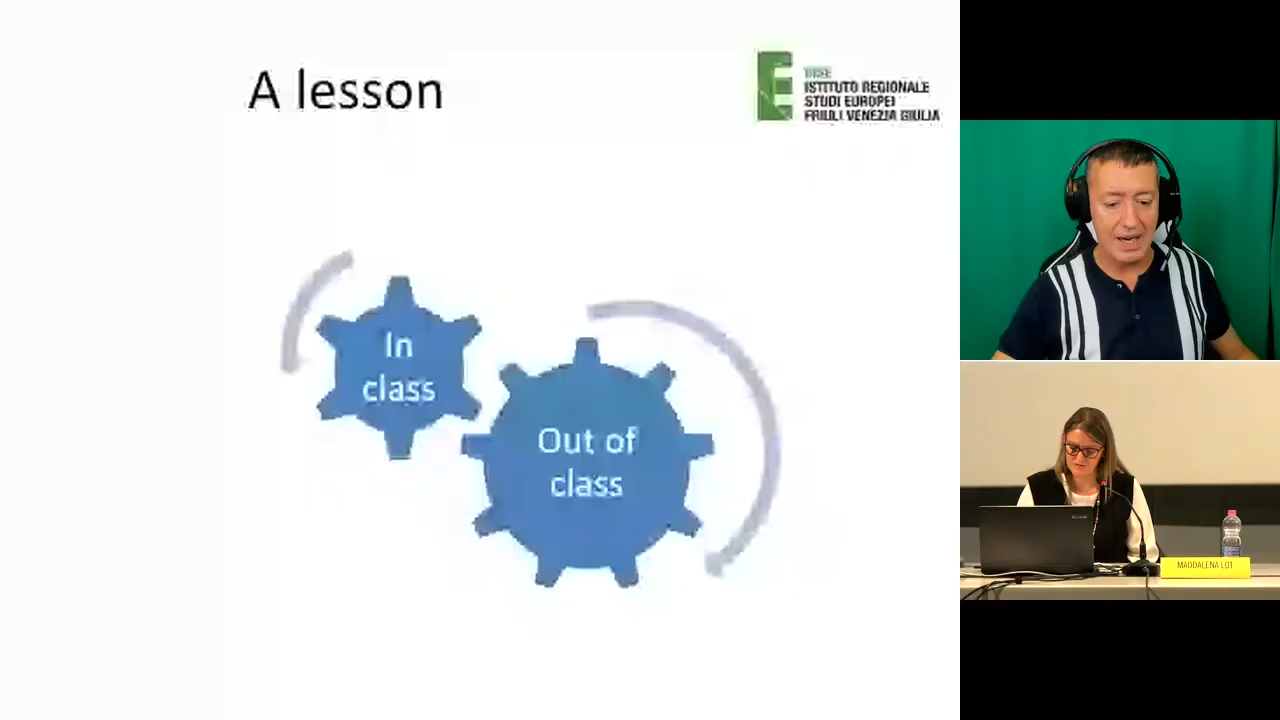 A lesson
IRSE
ISTITUTO REGIONALE
STUDI EUROPEI
FRIULI VENEZIA GIULIA
In
class
Out of
class
MADDALENA LOT